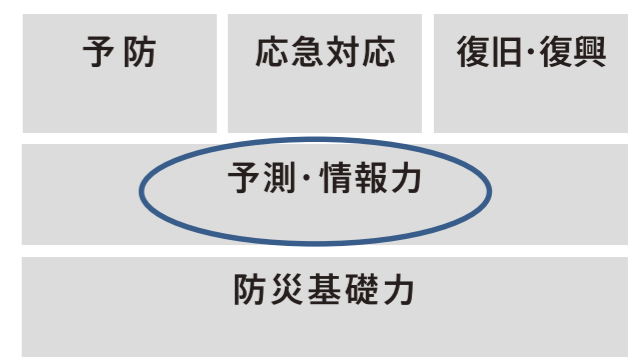 予防
応急対応
復旧・復興
予測・情報力
防災基礎力